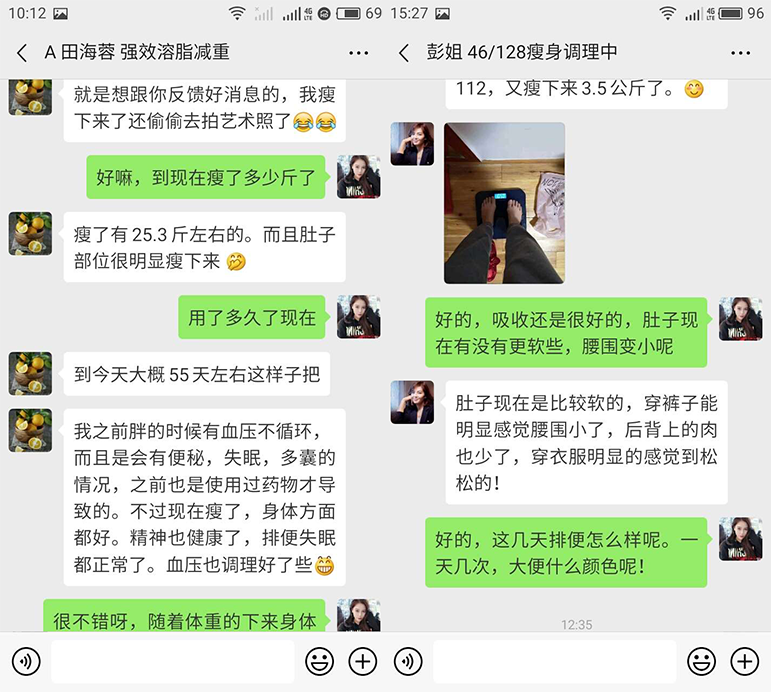 10:12
4G
LTE
HD
69
A 田海蓉 强效溶脂减重
就是想跟你反馈好消息的，我瘦
下来了还偷偷去拍艺术照了😂😂
好嘛，到现在瘦了多少斤了
瘦了有 25.3 斤左右的。而且肚子
部位很明显瘦下来 🤭
用了多久了现在
到今天大概 55 天左右这样子把
我之前胖的时候有血压不循环，
而且是会有便秘，失眠，多囊的
情况，之前也是使用过药物才导
致的。不过现在瘦了，身体方面
都好。精神也健康了，排便失眠
都正常了。血压也调理好了些😁
很不错呀，随着体重的下来身体
15:27
4G
LTE
96
彭姐 46/128瘦身调理中
112，又瘦下来 3.5 公斤了。😊
好的，吸收还是很好的，肚子现
在有没有更软些，腰围变小呢
肚子现在是比较软的，穿裤子能
明显感觉腰围小了，后背上的肉
也少了，穿衣服明显的感觉到松
松的！
好的，这几天排便怎么样呢。一
天几次，大便什么颜色呢！
12:35